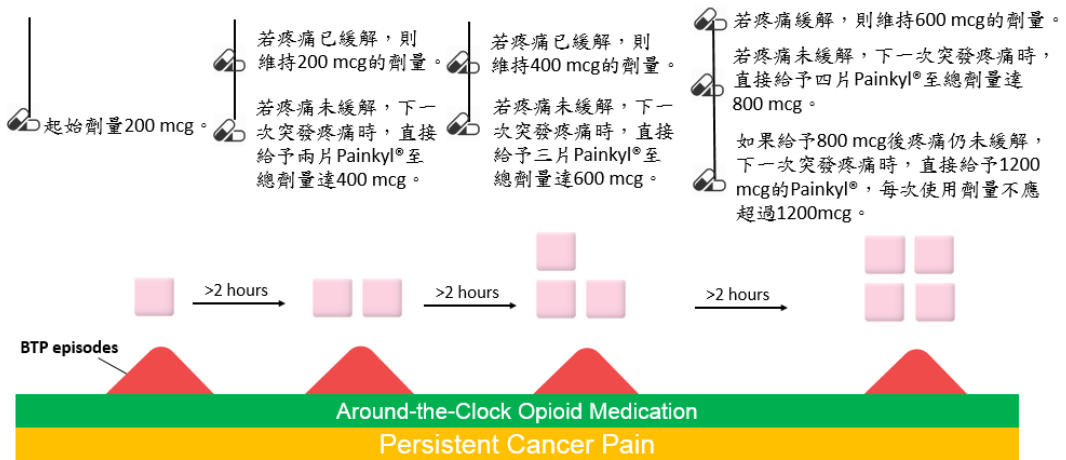 起始劑量200 mcg。
若疼痛已緩解，則
維持200 mcg的劑量。
若疼痛未緩解，下一
次突發疼痛時，直接
給予兩片Painkyl®至
總劑量達400 mcg。
若疼痛已緩解，則
維持400 mcg的劑量。
若疼痛未緩解，下一
次突發疼痛時，直接
給予三片Painkyl®至
總劑量達600 mcg。
若疼痛緩解，則維持600 mcg的劑量。
若疼痛未緩解，下一次突發疼痛時，
直接給予四片Painkyl®至總劑量達
800 mcg。
如果給予800 mcg後疼痛仍未緩解，
下一次突發疼痛時，直接給予1200
mcg的Painkyl®，每次使用劑量不應
超過1200mcg。
>2 hours
>2 hours
>2 hours
BTP episodes
Around-the-Clock Opioid Medication
Persistent Cancer Pain